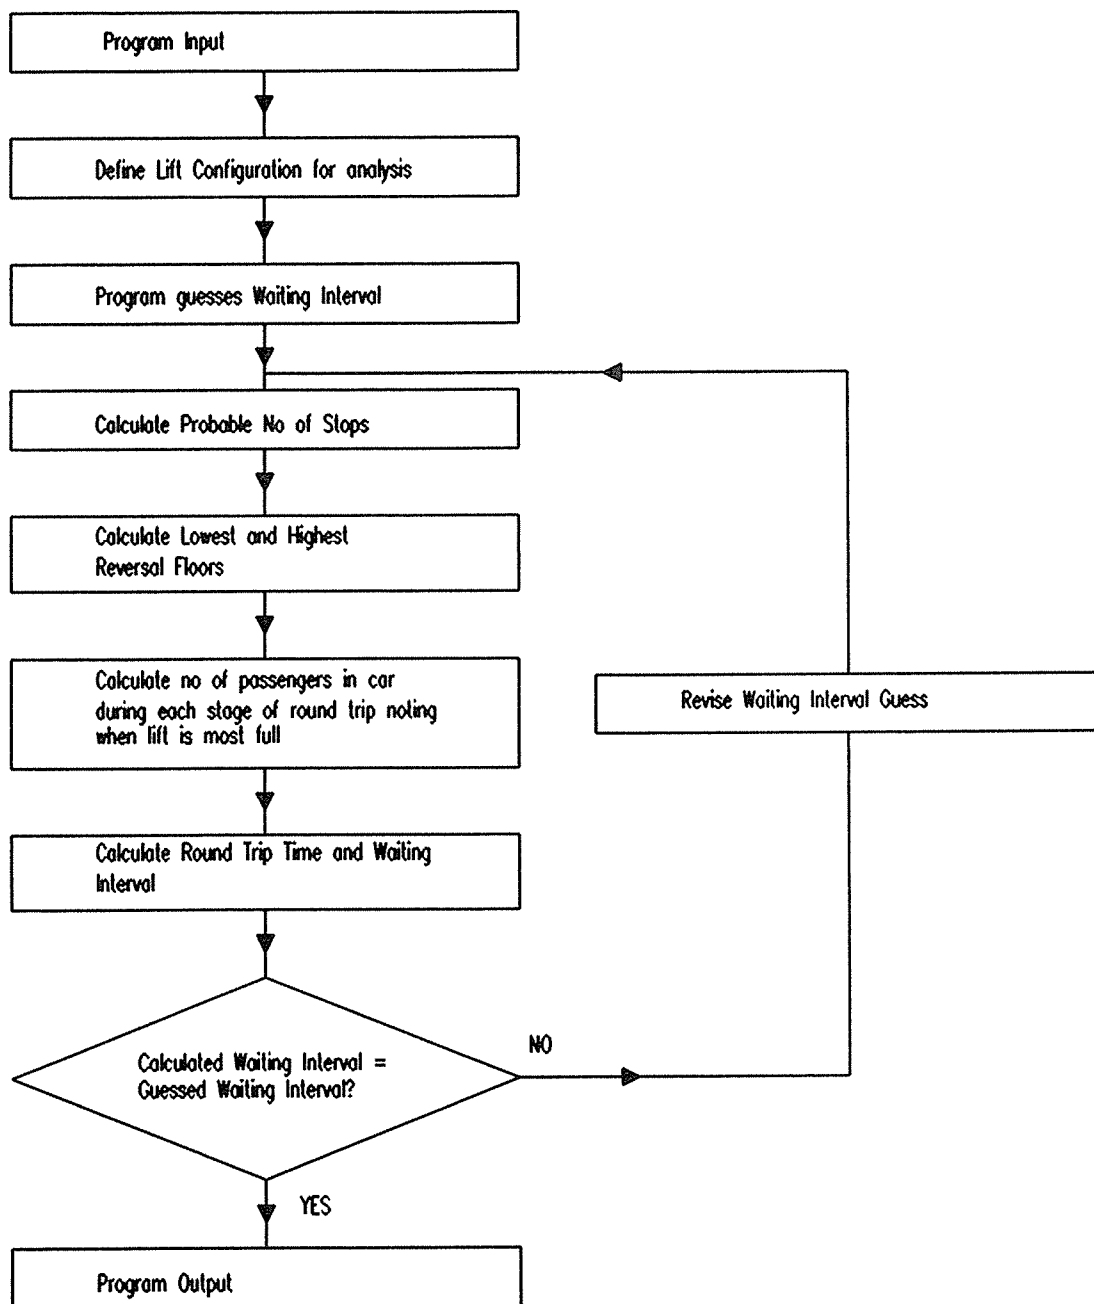 Program Input
Define Lift Configuration for analysis
Program guesses Waiting Interval
Calculate Probable No of Stops
Calculate Lowest and Highest
Reversal Floors
Calculate no of passengers in car
during each stage of round trip noting
when lift is most full
Revise Waiting Interval Guess
Calculate Round Trip Time and Waiting
Interval
Calculated Waiting Interval =
Guessed Waiting Interval?
NO
YES
Program Output